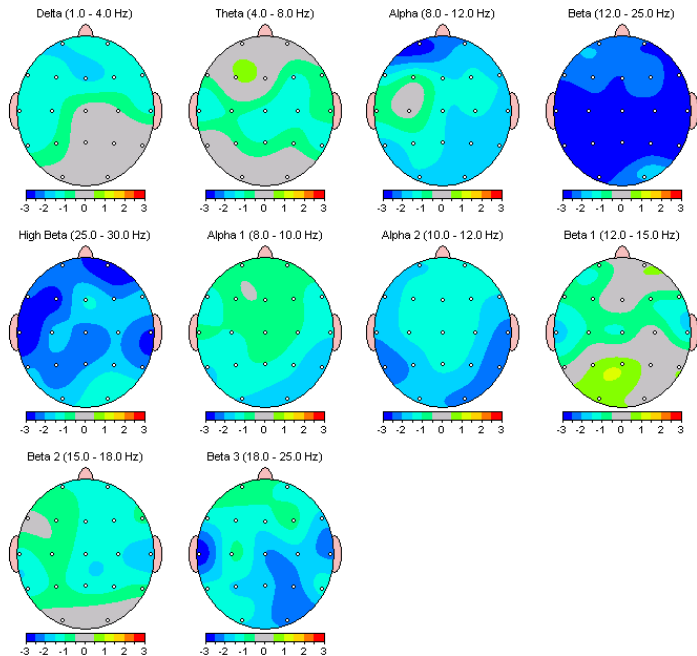 Delta (1.0 - 4.0 Hz) Theta (4.0 - 8.0 Hz) Alpha (8.0 - 12.0 Hz) Beta (12.0 - 25.0 Hz)
-3 -2 -1 0 1 2 3 -3 -2 -1 0 1 2 3 -3 -2 -1 0 1 2 3 -3 -2 -1 0 1 2 3
High Beta (25.0 - 30.0 Hz) Alpha 1 (8.0 - 10.0 Hz) Alpha 2 (10.0 - 12.0 Hz) Beta 1 (12.0 - 15.0 Hz)
-3 -2 -1 0 1 2 3 -3 -2 -1 0 1 2 3 -3 -2 -1 0 1 2 3 -3 -2 -1 0 1 2 3
Beta 2 (15.0 - 18.0 Hz) Beta 3 (18.0 - 25.0 Hz)
-3 -2 -1 0 1 2 3 -3 -2 -1 0 1 2 3